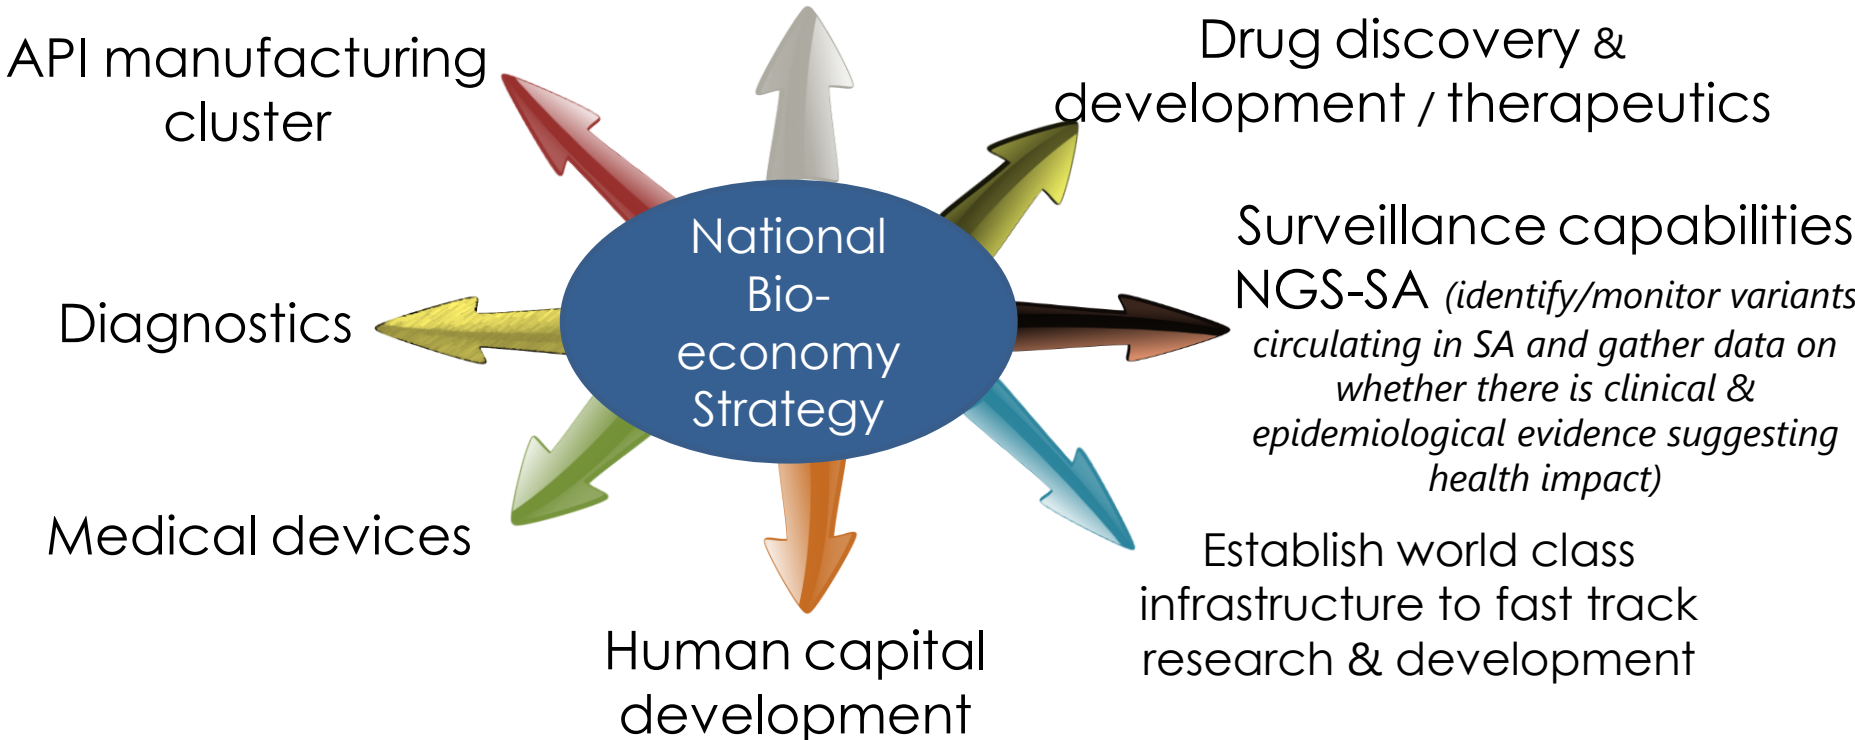 API manufacturing
cluster
Drug discovery &
development / therapeutics
National
Bio-
economy
Strategy
Surveillance capabilities
NGS-SA (identify/monitor variants
circulating in SA and gather data on
whether there is clinical &
epidemiological evidence suggesting
health impact)
Diagnostics
Medical devices
Establish world class
infrastructure to fast track
research & development
Human capital
development